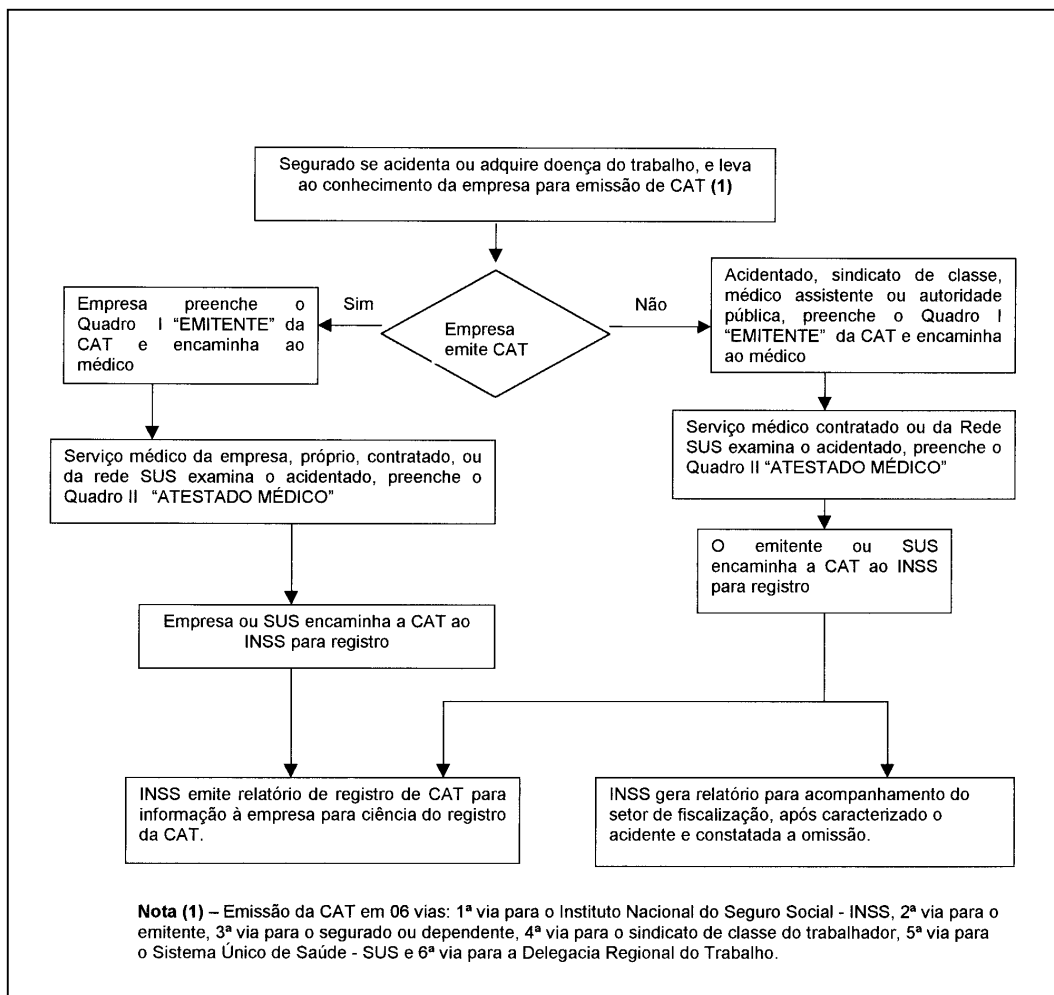 Segurado se acidenta ou adquire doença do trabalho, e leva
ao conhecimento da empresa para emissão de CAT (1)
Empresa preenche o
Quadro I “EMITENTE” da
CAT e encaminha ao
médico
Sim
Empresa
emite CAT
Não
Acidentado, sindicato de classe,
médico assistente ou autoridade
pública, preenche o Quadro I
“EMITENTE” da CAT e encaminha
ao médico
Serviço médico da empresa, próprio, contratado, ou
da rede SUS examina o acidentado, preenche o
Quadro II “ATESTADO MÉDICO”
Serviço médico contratado ou da Rede
SUS examina o acidentado, preenche o
Quadro II “ATESTADO MÉDICO”
O emitente ou SUS
encaminha a CAT ao INSS
para registro
Empresa ou SUS encaminha a CAT ao
INSS para registro
INSS emite relatório de registro de CAT para
informação à empresa para ciência do registro
da CAT.
INSS gera relatório para acompanhamento do
setor de fiscalização, após caracterizado o
acidente e constatada a omissão.
Nota (1) – Emissão da CAT em 06 vias: 1ª via para o Instituto Nacional do Seguro Social - INSS, 2ª via para o
emitente, 3ª via para o segurado ou dependente, 4ª via para o sindicato de classe do trabalhador, 5ª via para
o Sistema Único de Saúde - SUS e 6ª via para a Delegacia Regional do Trabalho.